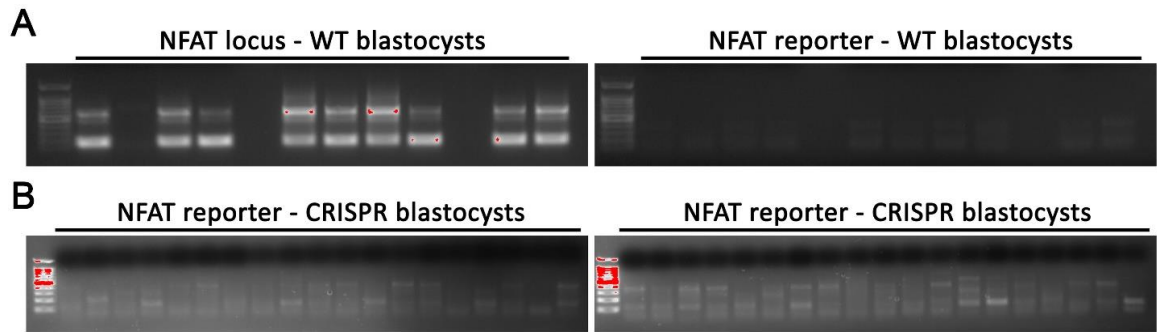 A
NFAT locus - WT blastocysts
NFAT reporter - WT blastocysts
B
NFAT reporter - CRISPR blastocysts
NFAT reporter - CRISPR blastocysts